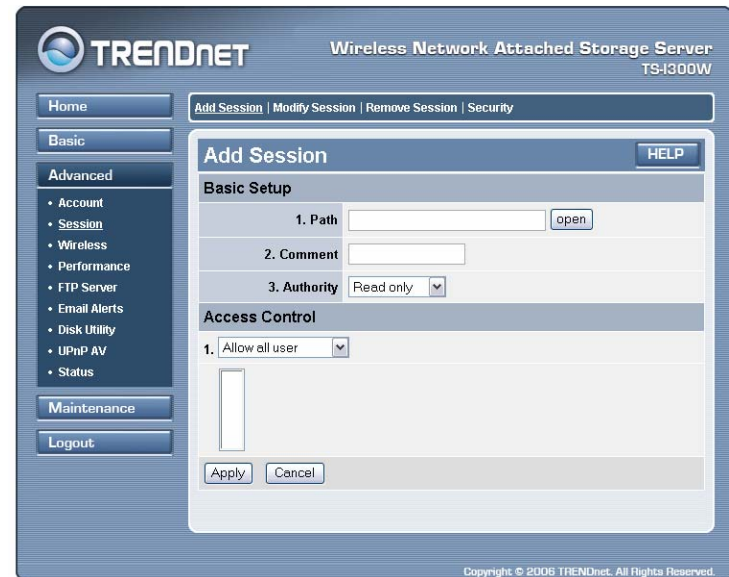 TRENDNET
Wireless Network Attached Storage Server
TS-I300W
Home
Basic
Advanced
• Account
• Session
• Wireless
• Performance
• FTP Server
• Email Alerts
• Disk Utility
• UPnP AV
• Status
Maintenance
Logout
Add Session | Modify Session | Remove Session | Security
Add Session
HELP
Basic Setup
1. Path
open
2. Comment
3. Authority Read only
Access Control
1. Allow all user
Apply Cancel
Copyright © 2006 TRENDnet. All Rights Reserved.